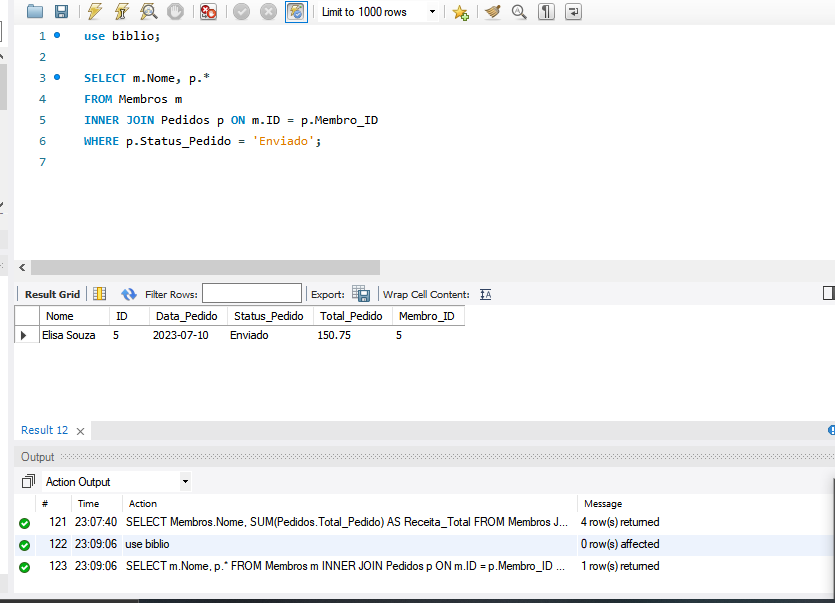 Limit to 1000 rows
1 use biblio;
2
3 SELECT m.Nome, p.*
4 FROM Membros m
5 INNER JOIN Pedidos p ON m.ID = p.Membro_ID
6 WHERE p.Status_Pedido = 'Enviado';
7
Result Grid Filter Rows: Export: Wrap Cell Content:
Nome ID Data_Pedido Status_Pedido Total_Pedido Membro_ID
Elisa Souza 5 2023-07-10 Enviado 150.75 5
Result 12
Output
Action Output
# Time Action Message
121 23:07:40 SELECT Membros.Nome, SUM(Pedidos.Total_Pedido) AS Receita_Total FROM Membros J... 4 row(s) returned
122 23:09:06 use biblio 0 row(s) affected
123 23:09:06 SELECT m.Nome, p.* FROM Membros m INNER JOIN Pedidos p ON m.ID = p.Membro_ID ... 1 row(s) returned